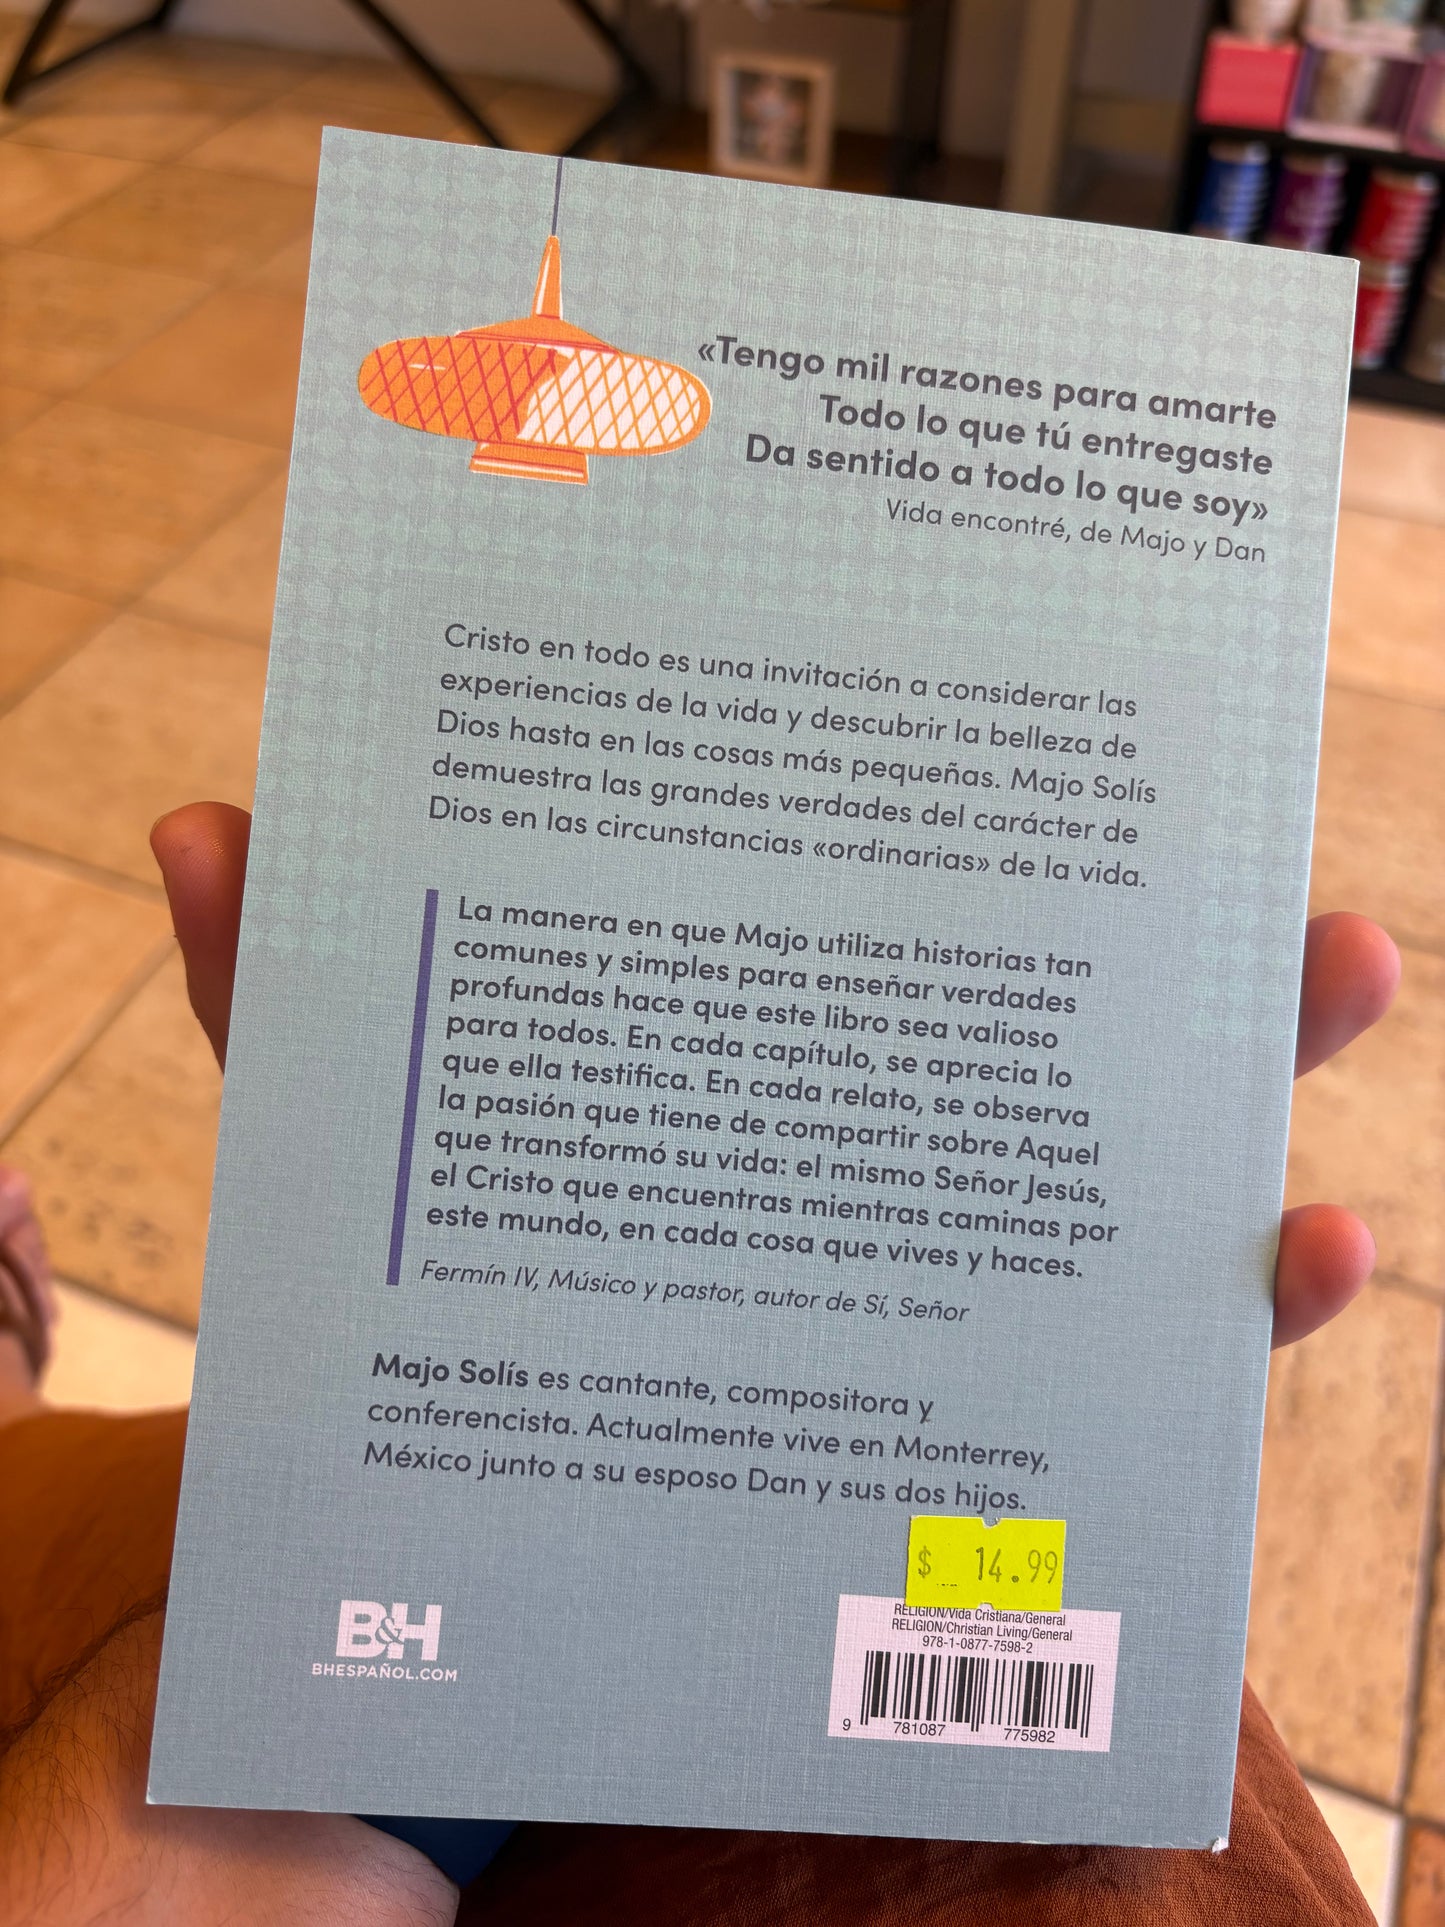 «Tengo mil razones para amarte
Todo lo que tú entregaste
Da sentido a todo lo que soy»
Vida encontré, de Majo y Dan
Cristo en todo es una invitación a considerar las
experiencias de la vida y descubrir la belleza de
Dios hasta en las cosas más pequeñas. Majo Solís
demuestra las grandes verdades del carácter de
Dios en las circunstancias «ordinarias» de la vida.
La manera en que Majo utiliza historias tan
comunes y simples para enseñar verdades
profundas hace que este libro sea valioso
para todos. En cada capítulo, se aprecia lo
que ella testifica. En cada relato, se observa
la pasión que tiene de compartir sobre Aquel
que transformó su vida: el mismo Señor Jesús,
el Cristo que encuentras mientras caminas por
este mundo, en cada cosa que vives y haces.
Fermín IV, Músico y pastor, autor de Sí, Señor
Majo Solís es cantante, compositora y
conferencista. Actualmente vive en Monterrey,
México junto a su esposo Dan y sus dos hijos.
$ 14.99
RELIGION/Vida Cristiana/General
RELIGION/Christian Living/General
978-1-0877-7598-2
9 781087 775982
B&H
BHESPAÑOL.COM